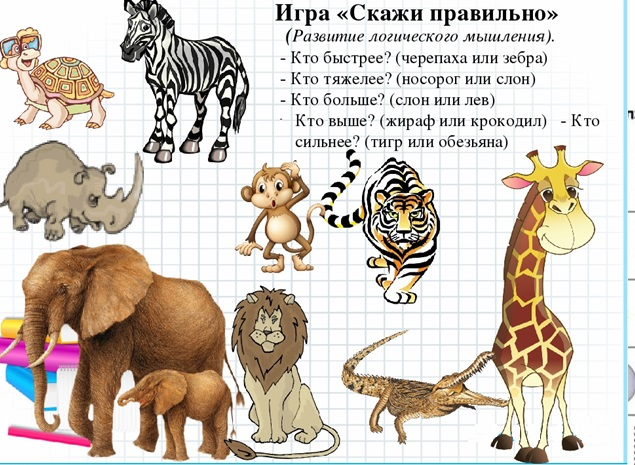 Игра «Скажи правильно»
(Развитие логического мышления).
- Кто быстрее? (черепаха или зебра)
- Кто тяжелее? (носорог или слон)
- Кто больше? (слон или лев)
Кто выше? (жираф или крокодил) - Кто
сильнее? (тигр или обезьяна)